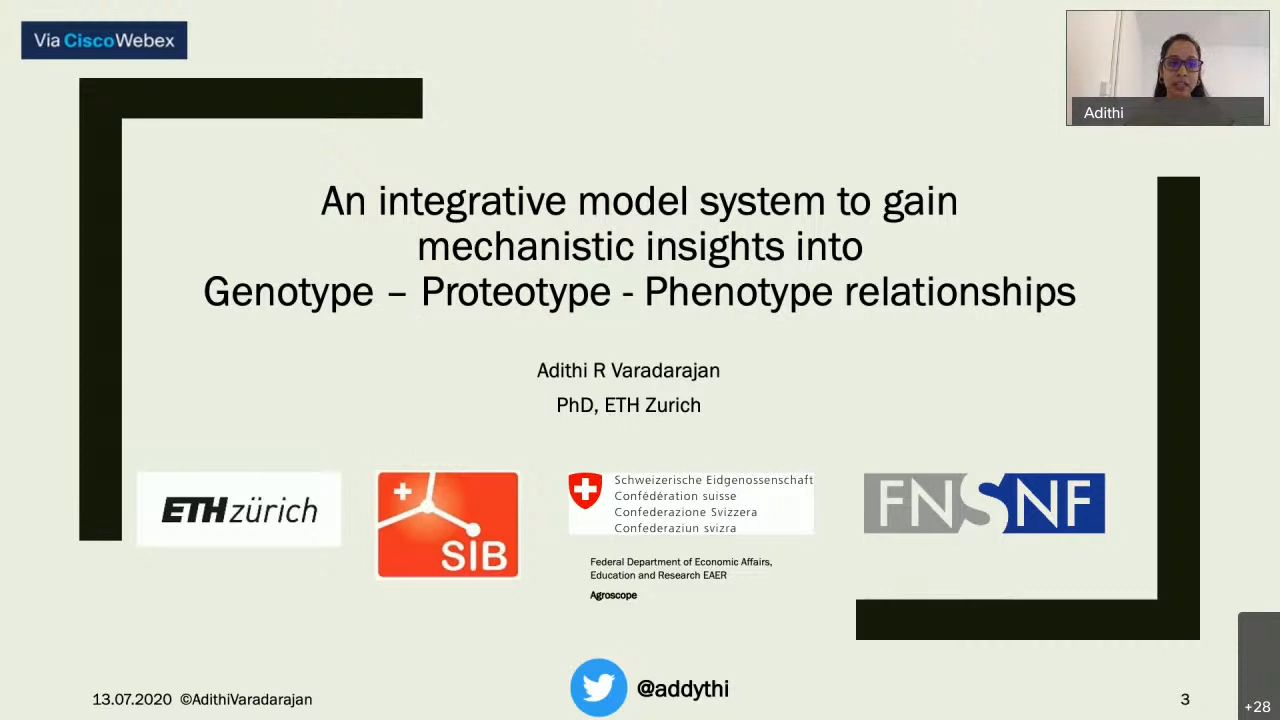 Via Cisco Webex
Adithi
An integrative model system to gain
mechanistic insights into
Genotype – Proteotype - Phenotype relationships
Adithi R Varadarajan
PhD, ETH Zurich
ETH zürich
SIB
Schweizerische Eidgenossenschaft
Confédération suisse
Confederazione Svizzera
Confederaziun svizra
Federal Department of Economic Affairs,
Education and Research EAER
Agroscope
FNSNF
13.07.2020 ©AdithiVaradarajan
@addythi
3
+28